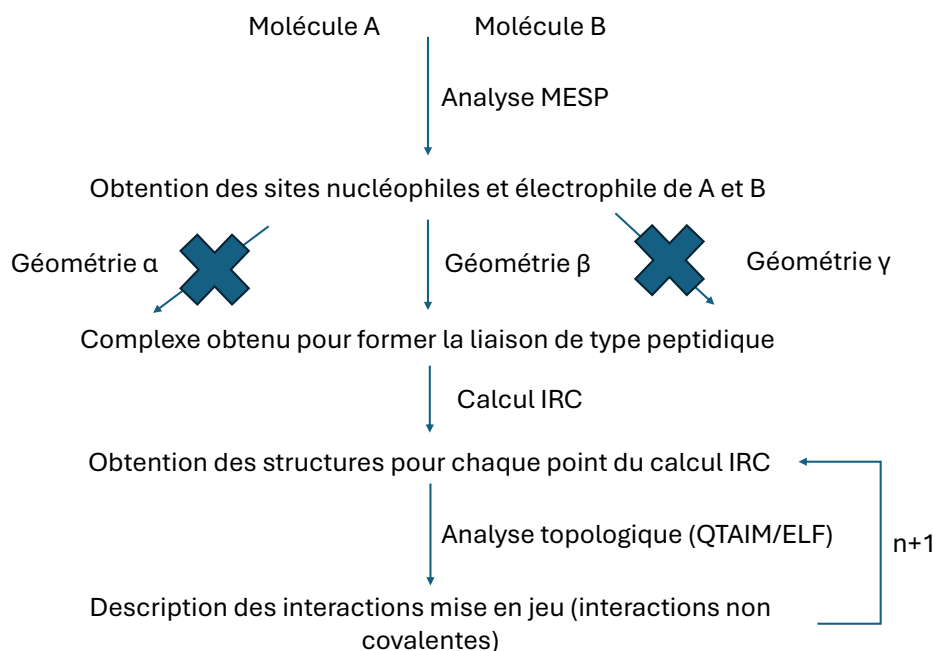 Molécule A
Molécule B
Analyse MESP
Obtention des sites nucléophiles et électrophile de A et B
Géométrie α
Géométrie β
Géométrie γ
Complexe obtenu pour former la liaison de type peptidique
Calcul IRC
Obtention des structures pour chaque point du calcul IRC
Analyse topologique (QTAIM/ELF)
n+1
Description des interactions mise en jeu (interactions non
covalentes)